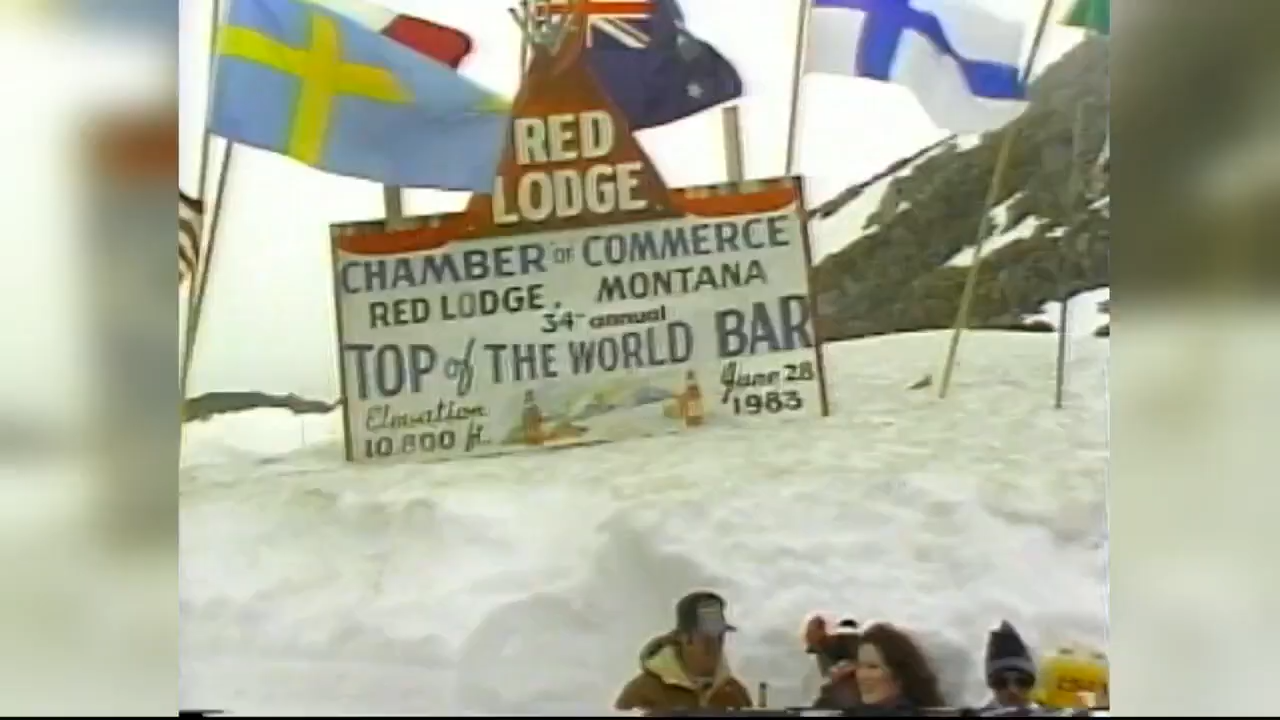 RED
LODGE
CHAMBER OF COMMERCE
RED LODGE, MONTANA
34TH annual
TOP of THE WORLD BAR
Elevation
10,800 ft.
June 28
1983